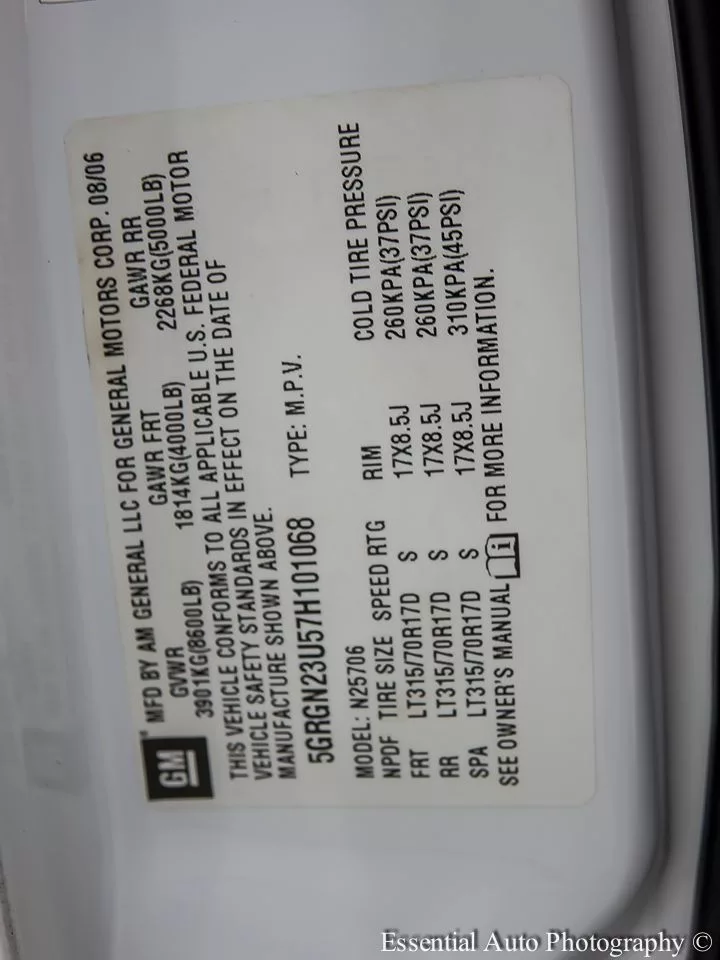 GM
MFD BY AM GENERAL LLC FOR GENERAL MOTORS CORP. 08/06
GVWR GAWR FRT GAWR RR
3901KG(8600LB) 1814KG(4000LB) 2268KG(5000LB)
THIS VEHICLE CONFORMS TO ALL APPLICABLE U.S. FEDERAL MOTOR
VEHICLE SAFETY STANDARDS IN EFFECT ON THE DATE OF
MANUFACTURE SHOWN ABOVE.
5GRGN23U57H101068 TYPE: M.P.V.
MODEL: N25706
NPDF TIRE SIZE SPEED RTG RIM COLD TIRE PRESSURE
FRT LT315/70R17D S 17X8.5J 260KPA(37PSI)
RR LT315/70R17D S 17X8.5J 260KPA(37PSI)
SPA LT315/70R17D S 17X8.5J 310KPA(45PSI)
SEE OWNER'S MANUAL i FOR MORE INFORMATION.
Essential Auto Photography ©